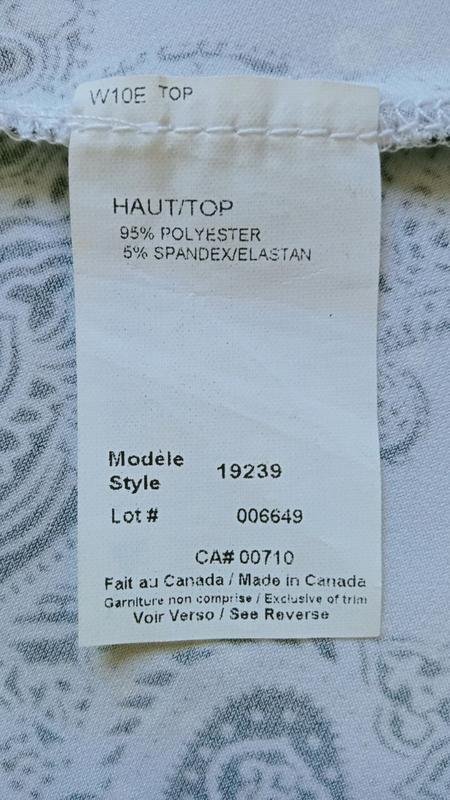 W10E TOP
HAUT/TOP
95% POLYESTER
5% SPANDEX/ELASTAN
Modèle
Style 19239
Lot # 006649
CA# 00710
Fait au Canada / Made in Canada
Garniture non comprise / Exclusive of trim
Voir Verso / See Reverse